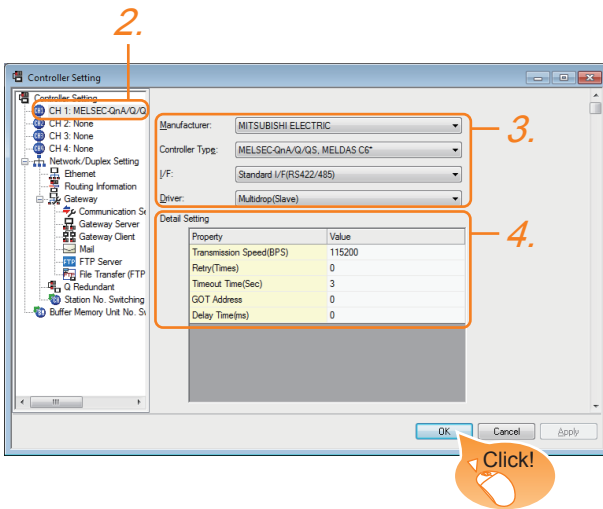 2.
Controller Setting
Controller Setting
CH 1: MELSEC-QnA/Q/Q
CH 2: None
CH 3: None
CH 4: None
Network/Duplex Setting
Ethernet
Routing Information
Gateway
Communication Se
Gateway Server
Gateway Client
Mail
FTP FTP Server
File Transfer (FTP
Q Redundant
Station No. Switching
Buffer Memory Unit No. Sw
Manufacturer: MITSUBISHI ELECTRIC
Controller Type: MELSEC-QnA/Q/QS, MELDAS C6*
I/F: Standard I/F(RS422/485)
Driver: Multidrop(Slave)
3.
Detail Setting
Property Value
Transmission Speed(BPS) 115200
Retry(Times) 0
Timeout Time(Sec) 3
GOT Address 0
Delay Time(ms) 0
4.
OK Cancel Apply
Click!